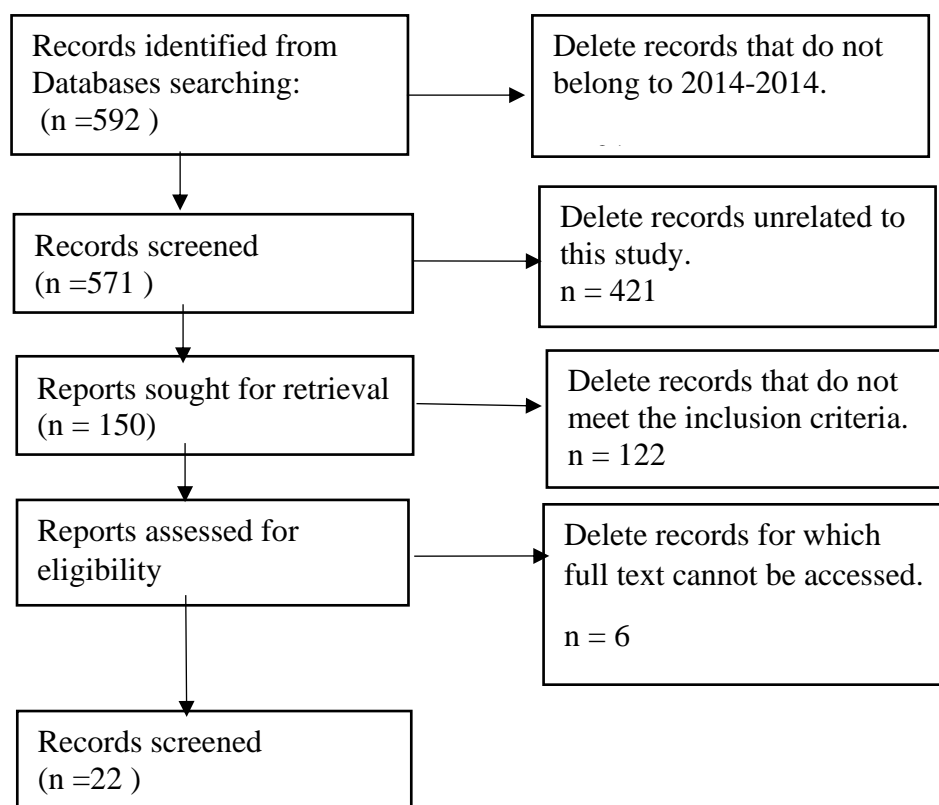 Records identified from
Databases searching:
(n =592 )
Delete records that do not
belong to 2014-2014.
Records screened
(n =571 )
Delete records unrelated to
this study.
n = 421
Reports sought for retrieval
(n = 150)
Delete records that do not
meet the inclusion criteria.
n = 122
Reports assessed for
eligibility
Delete records for which
full text cannot be accessed.
n = 6
Records screened
(n =22 )